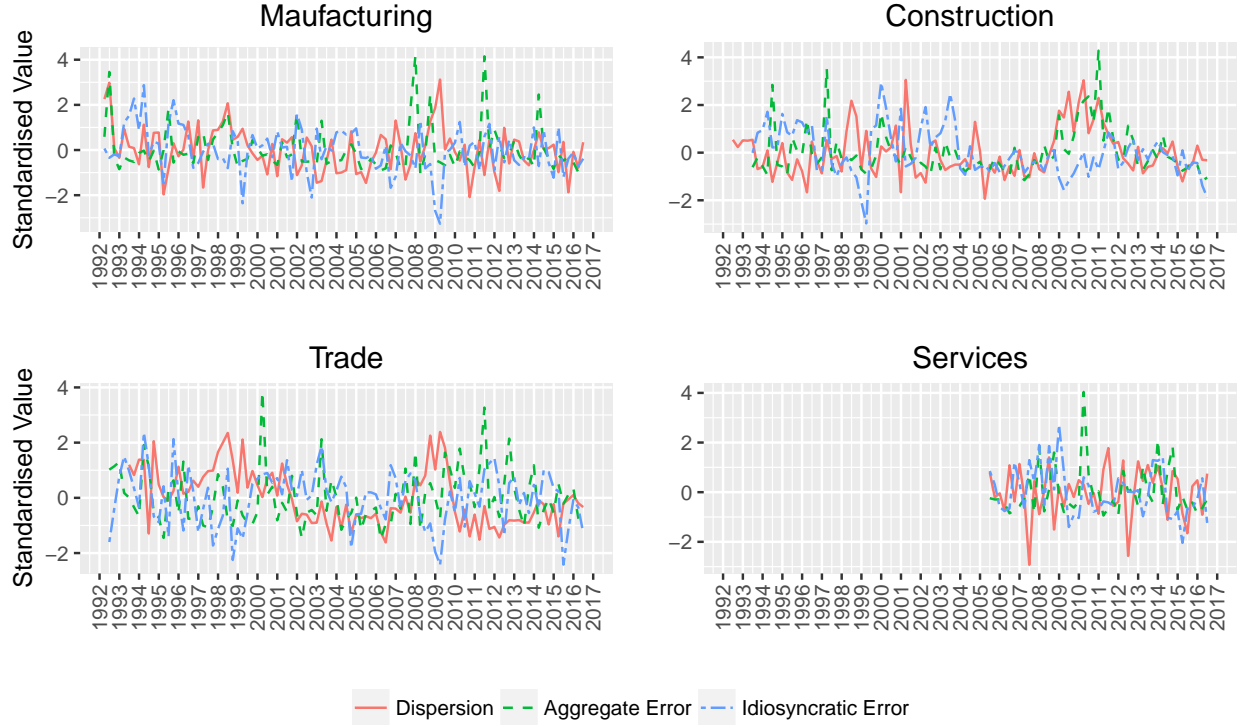 Maufacturing
Construction
Standardised Value
4
2
0
−2
1992 1993 1994 1995 1996 1997 1998 1999 2000 2001 2002 2003 2004 2005 2006 2007 2008 2009 2010 2011 2012 2013 2014 2015 2016 2017
4
2
0
−2
1992 1993 1994 1995 1996 1997 1998 1999 2000 2001 2002 2003 2004 2005 2006 2007 2008 2009 2010 2011 2012 2013 2014 2015 2016 2017
Trade
Services
Standardised Value
4
2
0
−2
1992 1993 1994 1995 1996 1997 1998 1999 2000 2001 2002 2003 2004 2005 2006 2007 2008 2009 2010 2011 2012 2013 2014 2015 2016 2017
4
2
0
−2
1992 1993 1994 1995 1996 1997 1998 1999 2000 2001 2002 2003 2004 2005 2006 2007 2008 2009 2010 2011 2012 2013 2014 2015 2016 2017
Dispersion Aggregate Error Idiosyncratic Error